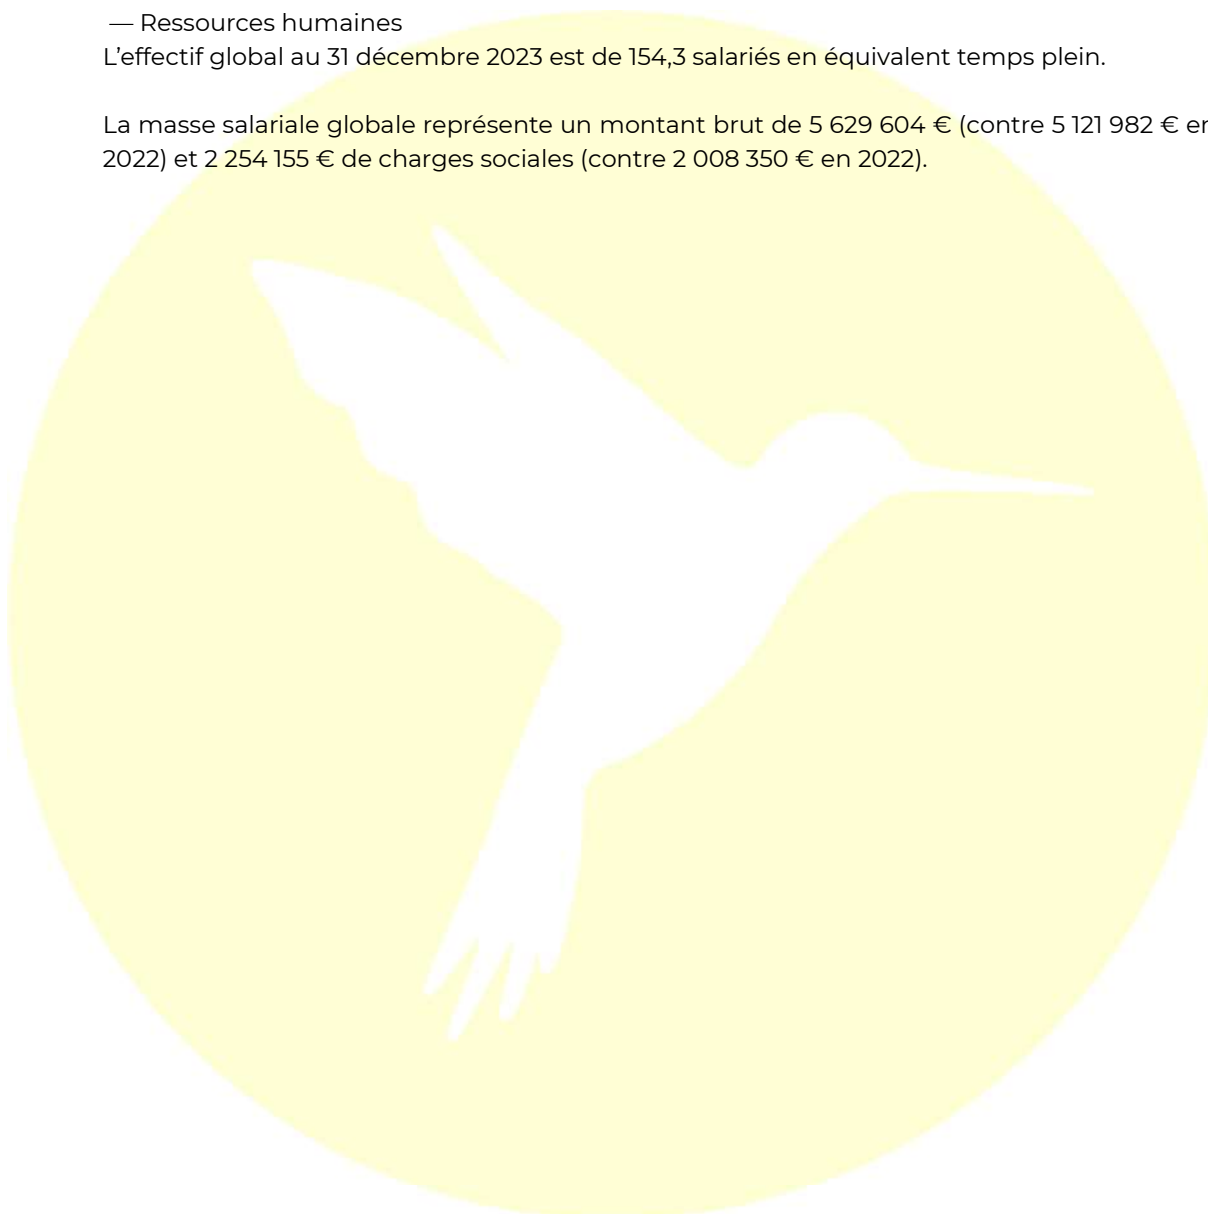 — Ressources humaines
L’effectif global au 31 décembre 2023 est de 154,3 salariés en équivalent temps plein.
La masse salariale globale représente un montant brut de 5 629 604 € (contre 5 121 982 € en
2022) et 2 254 155 € de charges sociales (contre 2 008 350 € en 2022).